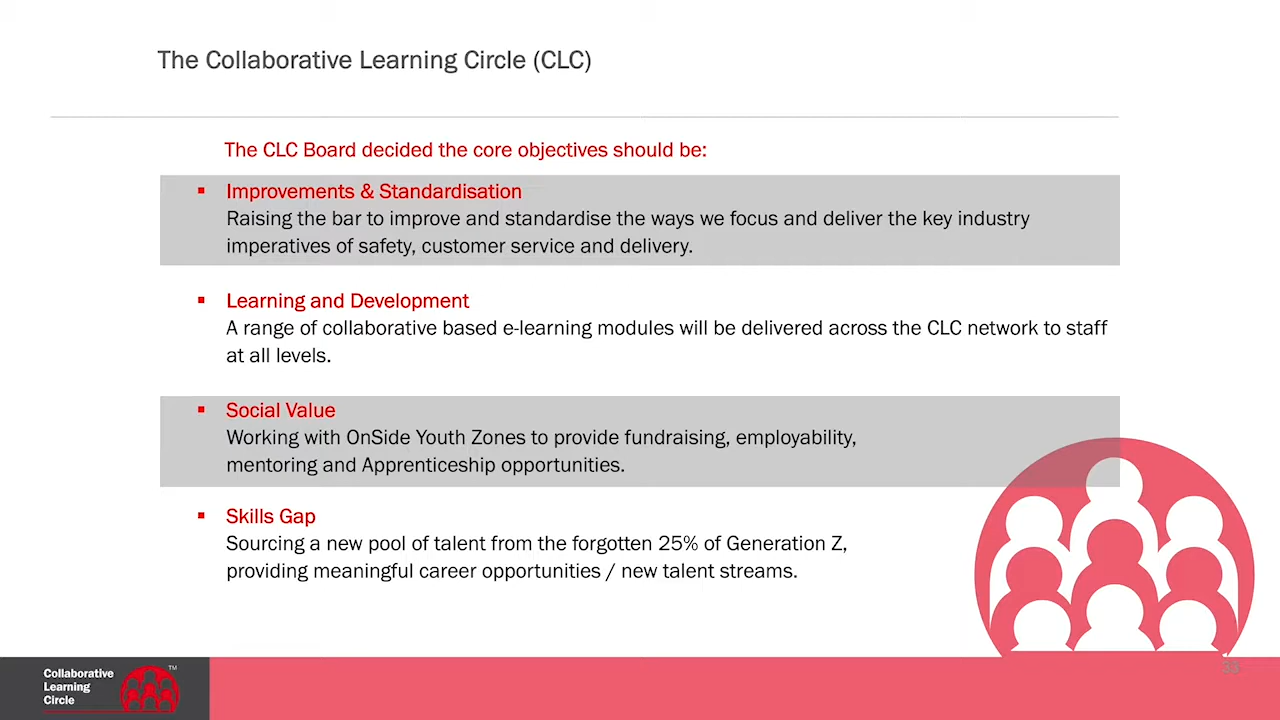 The Collaborative Learning Circle (CLC)
The CLC Board decided the core objectives should be:
▪ Improvements & Standardisation
Raising the bar to improve and standardise the ways we focus and deliver the key industry
imperatives of safety, customer service and delivery.
▪ Learning and Development
A range of collaborative based e-learning modules will be delivered across the CLC network to staff
at all levels.
▪ Social Value
Working with OnSide Youth Zones to provide fundraising, employability,
mentoring and Apprenticeship opportunities.
▪ Skills Gap
Sourcing a new pool of talent from the forgotten 25% of Generation Z,
providing meaningful career opportunities / new talent streams.
Collaborative
Learning
Circle
TM
33